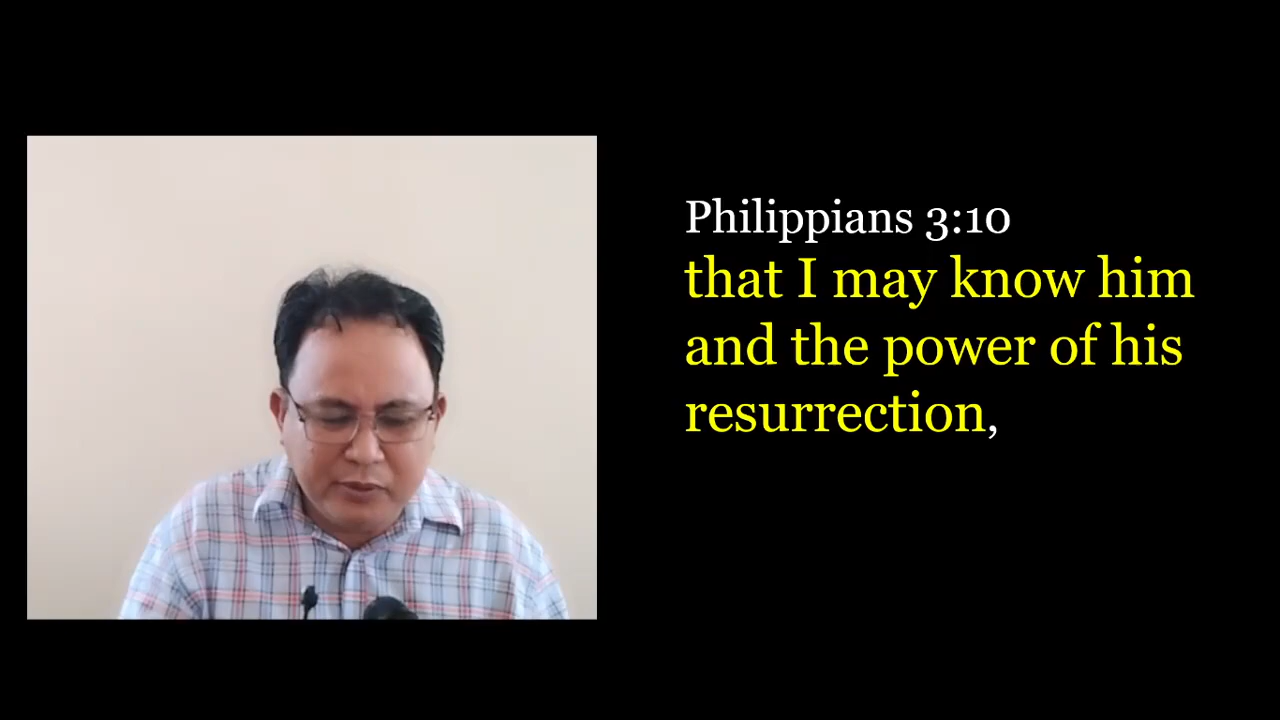 Philippians 3:10
that I may know him
and the power of his
resurrection,